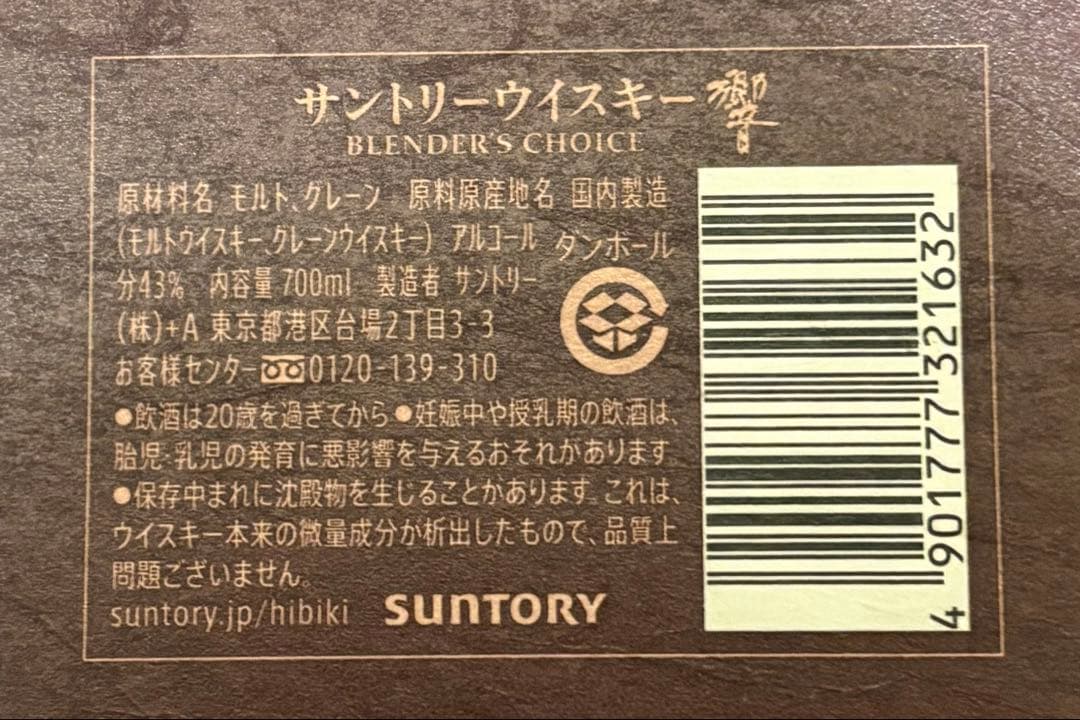 サントリーウイスキー 響
BLENDER'S CHOICE
原材料名 モルト、グレーン 原料原産地名 国内製造
(モルトウイスキー、グレーンウイスキー) アルコール
分43% 内容量 700ml 製造者 サントリー
(株)+A 東京都港区台場2丁目3-3
お客様センター 0120-139-310
ダンボール
●飲酒は20歳を過ぎてから ●妊娠中や授乳期の飲酒は、
胎児・乳児の発育に悪影響を与えるおそれがあります。
●保存中まれに沈殿物を生じることがあります。これは、
ウイスキー本来の微量成分が析出したもので、品質上
問題ございません。
suntory.jp/hibiki SUNTORY
4 901777 321632